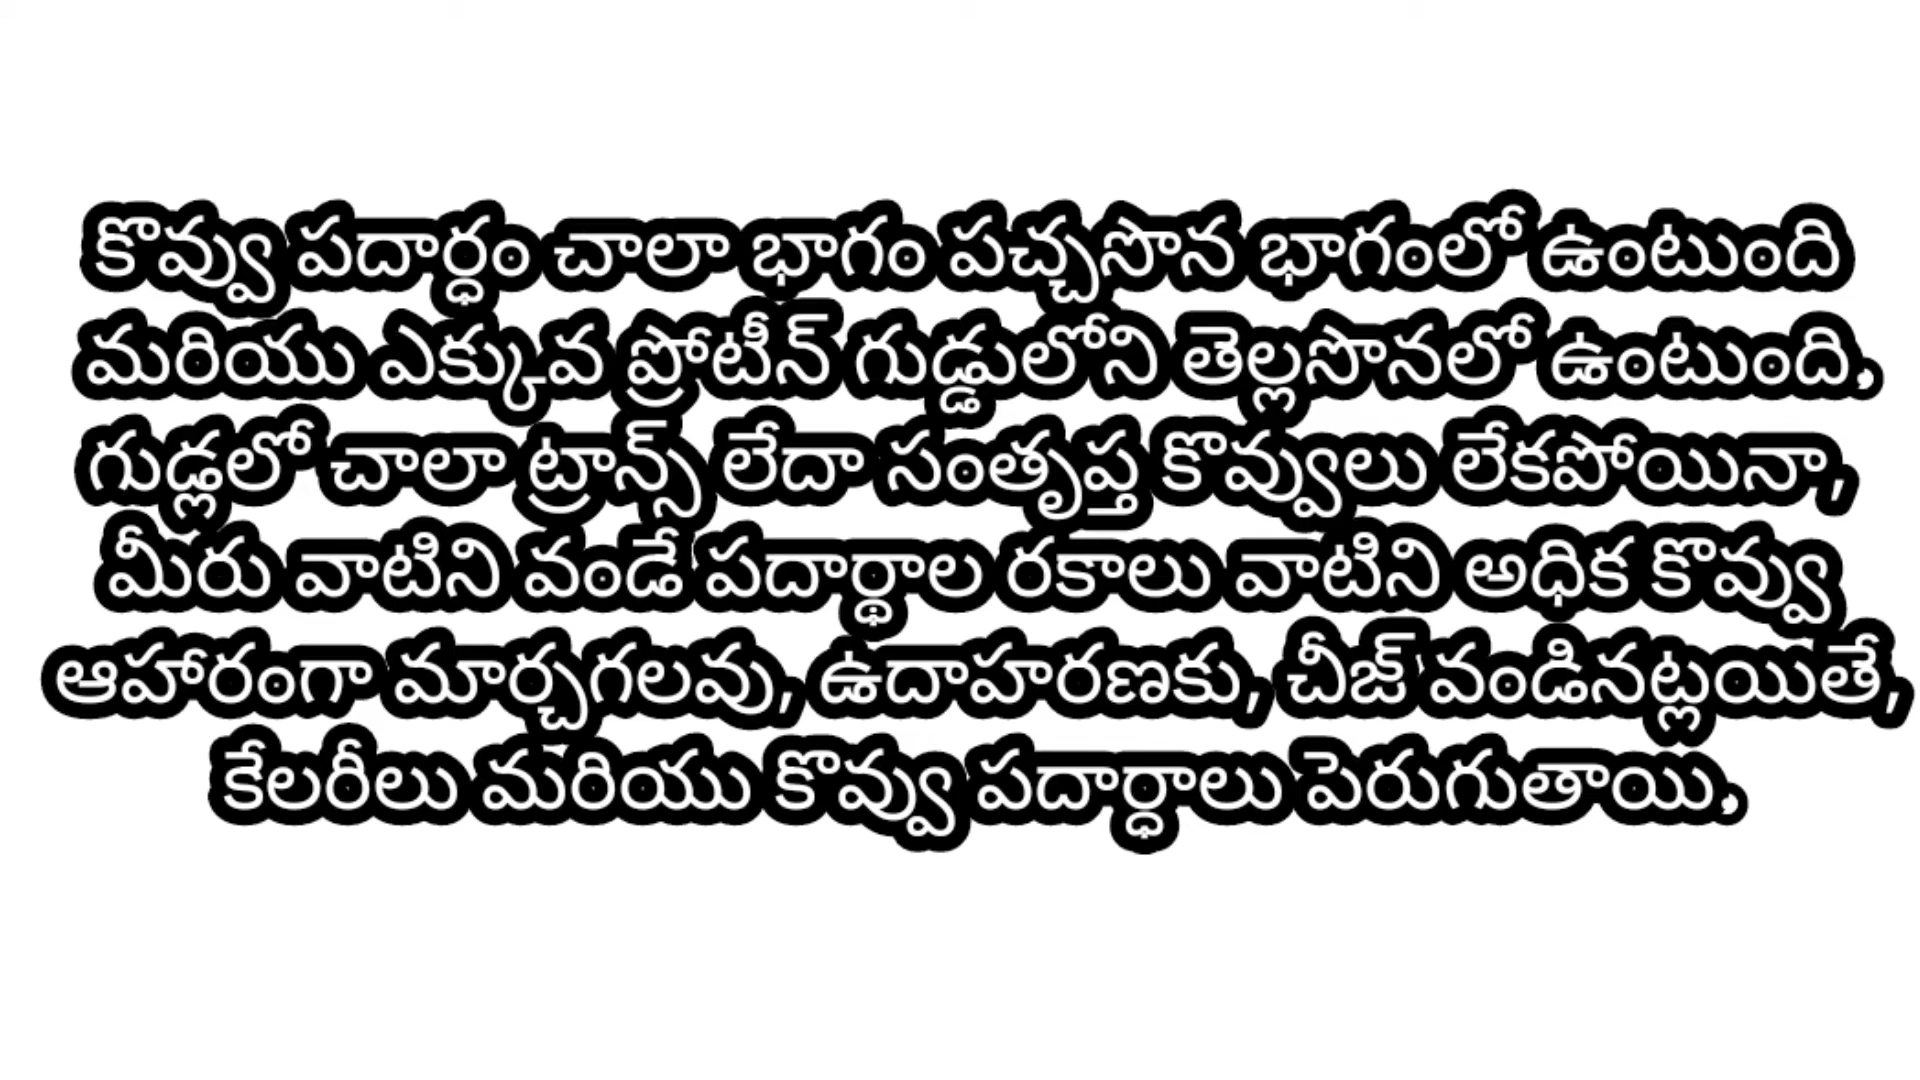 కొవ్వు పదార్ధం చాలా భాగం పచ్చసొన భాగంలో ఉంటుంది
మరియు ఎక్కువ ప్రోటీన్ గుడ్డులోని తెల్లసొనలో ఉంటుంది,
గుడ్లలో చాలా ట్రాన్స్ లేదా సంతృప్త కొవ్వులు లేకపోయినా,
మీరు వాటిని వండే పదార్థాల రకాలు వాటిని అధిక కొవ్వు
ఆహారంగా మార్చగలవు, ఉదాహరణకు, చీజ్ వండినట్లయితే,
కేలరీలు మరియు కొవ్వు పదార్ధాలు పెరుగుతాయి,